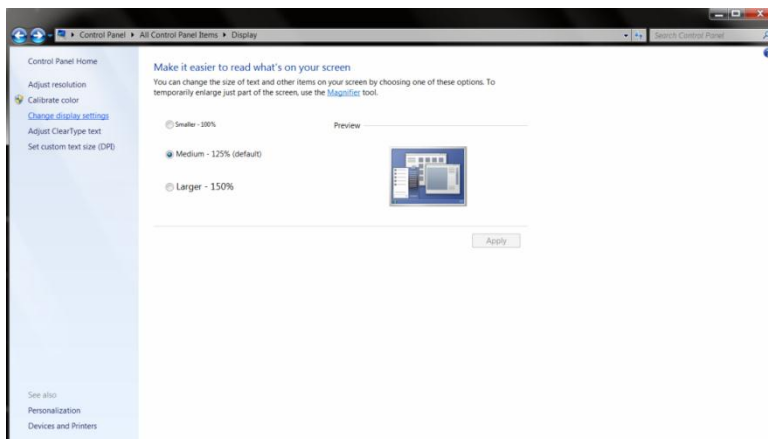 Control Panel ▸ All Control Panel Items ▸ Display
Search Control Panel
Control Panel Home
Adjust resolution
Calibrate color
Change display settings
Adjust ClearType text
Set custom text size (DPI)
Make it easier to read what's on your screen
You can change the size of text and other items on your screen by choosing one of these options. To
temporarily enlarge just part of the screen, use the Magnifier tool.
Smaller - 100%
Preview
Medium - 125% (default)
Larger - 150%
Apply
See also
Personalization
Devices and Printers